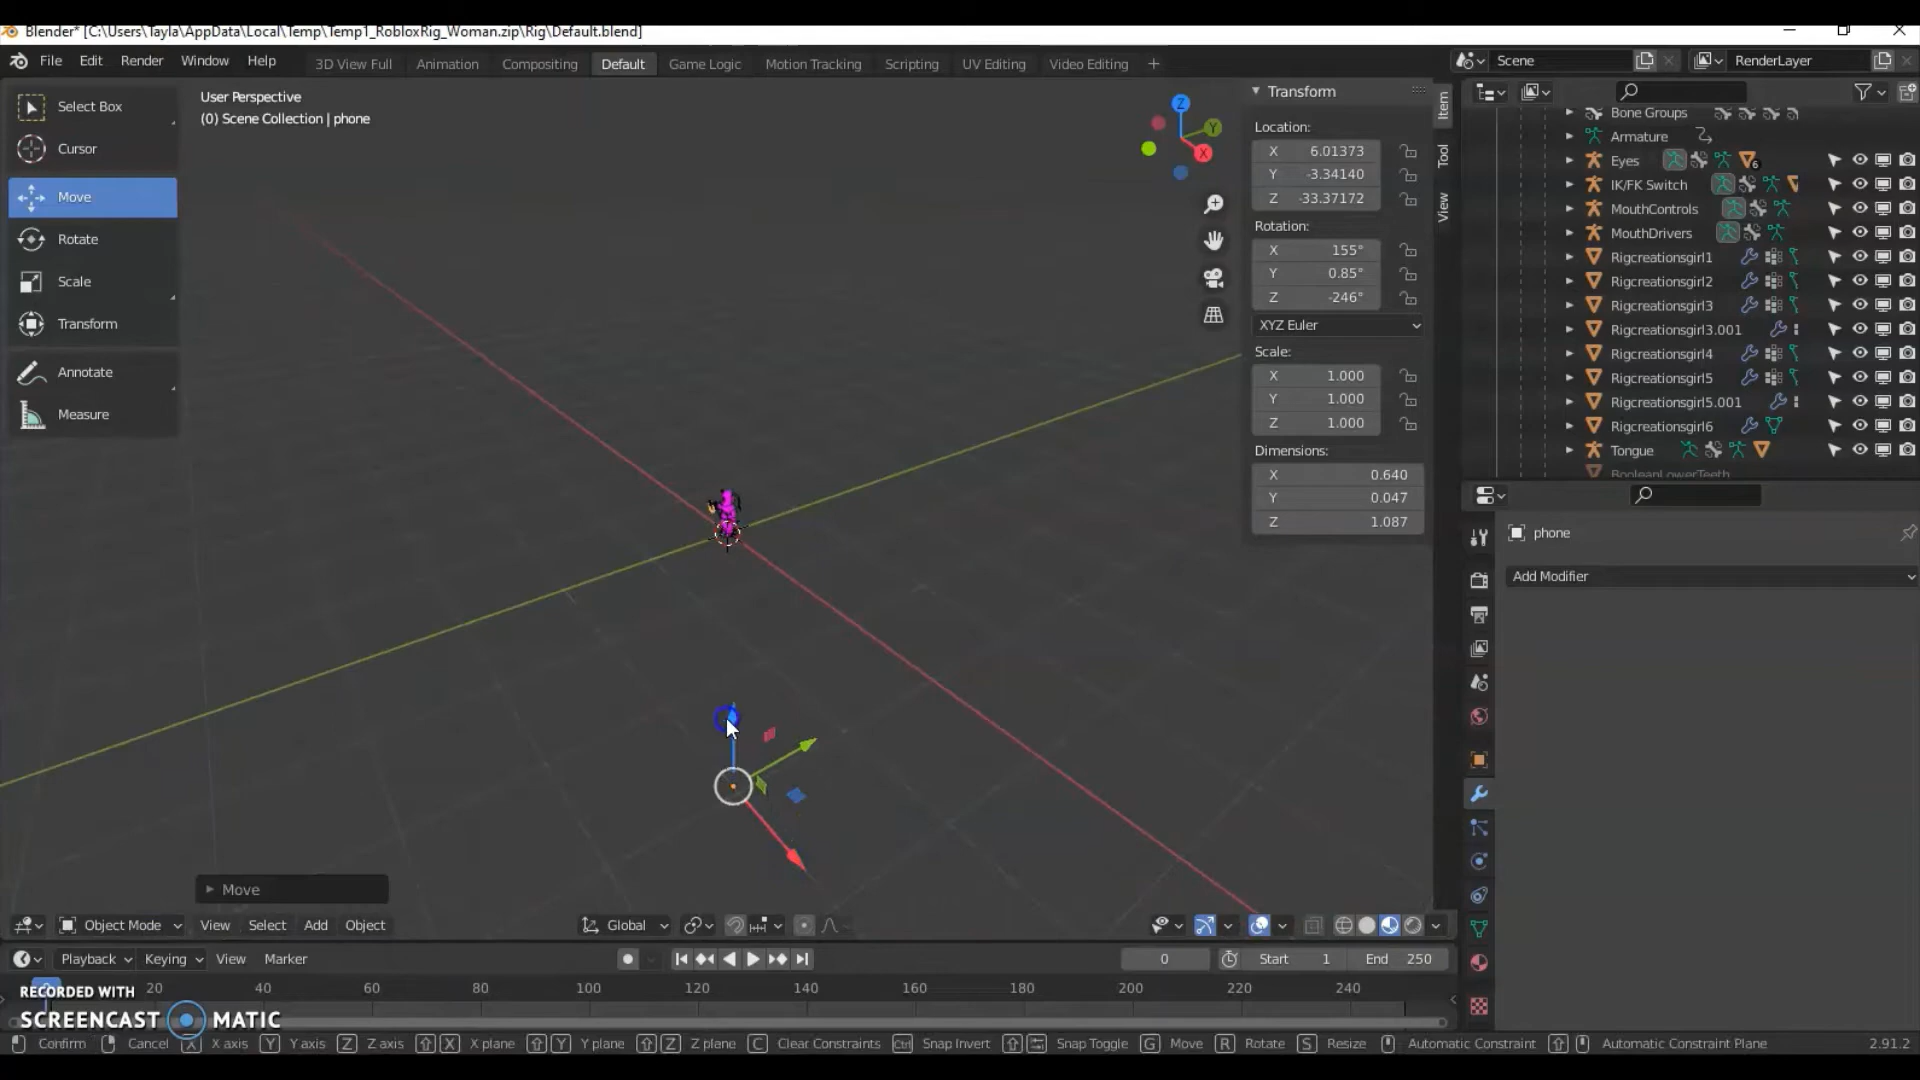 Blender* [C:\Users\Tayla\AppData\Local\Temp\Temp1_RobloxRig_Woman.zip\Rig\Default.blend]
File Edit Render Window Help 3D View Full Animation Compositing Default Game Logic Motion Tracking Scripting UV Editing Video Editing + Scene RenderLayer
Select Box
Cursor
Move
Rotate
Scale
Transform
Annotate
Measure
User Perspective
(0) Scene Collection | phone
Z
Y
X
Transform
Location:
X 6.01373
Y -3.34140
Z -33.37172
Rotation:
X 155°
Y 0.85°
Z -246°
XYZ Euler
Scale:
X 1.000
Y 1.000
Z 1.000
Dimensions:
X 0.640
Y 0.047
Z 1.087
Item
Tool
View
Bone Groups
Armature
Eyes 6
IK/FK Switch
MouthControls
MouthDrivers
Rigcreationsgirl1
Rigcreationsgirl2
Rigcreationsgirl3
Rigcreationsgirl3.001
Rigcreationsgirl4
Rigcreationsgirl5
Rigcreationsgirl5.001
Rigcreationsgirl6
Tongue
BooleanLowerTeeth
phone
Add Modifier
Move
Object Mode View Select Add Object Global
Playback Keying View Marker 0 Start 1 End 250
0 20 40 60 80 100 120 140 160 180 200 220 240
RECORDED WITH
SCREENCAST MATIC
Confirm Cancel X X axis Y Y axis Z Z axis X X plane Y Y plane Z Z plane C Clear Constraints Ctrl Snap Invert Snap Toggle G Move R Rotate S Resize Automatic Constraint Automatic Constraint Plane 2.91.2